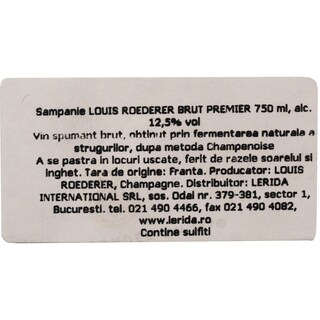 Sampanie LOUIS ROEDERER BRUT PREMIER 750 ml, alc.
12,5% vol
Vin spumant brut, obtinut prin fermentarea naturala a
strugurilor, dupa metoda Champenoise
A se pastra in locuri uscate, ferit de razele soarelui si
inghet. Tara de origine: Franta. Producator: LOUIS
ROEDERER, Champagne. Distribuitor: LERIDA
INTERNATIONAL SRL, sos. Odai nr. 379-381, sector 1,
Bucuresti. tel. 021 490 4466, fax 021 490 4082,
www.lerida.ro
Contine sulfiti